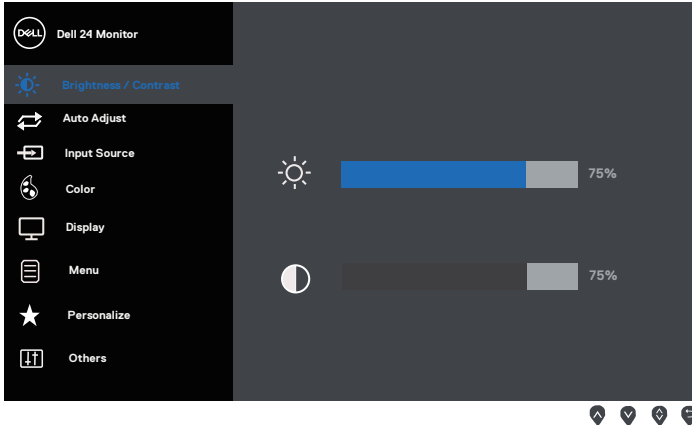 DELL
Dell 24 Monitor
Brightness / Contrast
Auto Adjust
Input Source
Color
Display
Menu
Personalize
Others
75%
75%